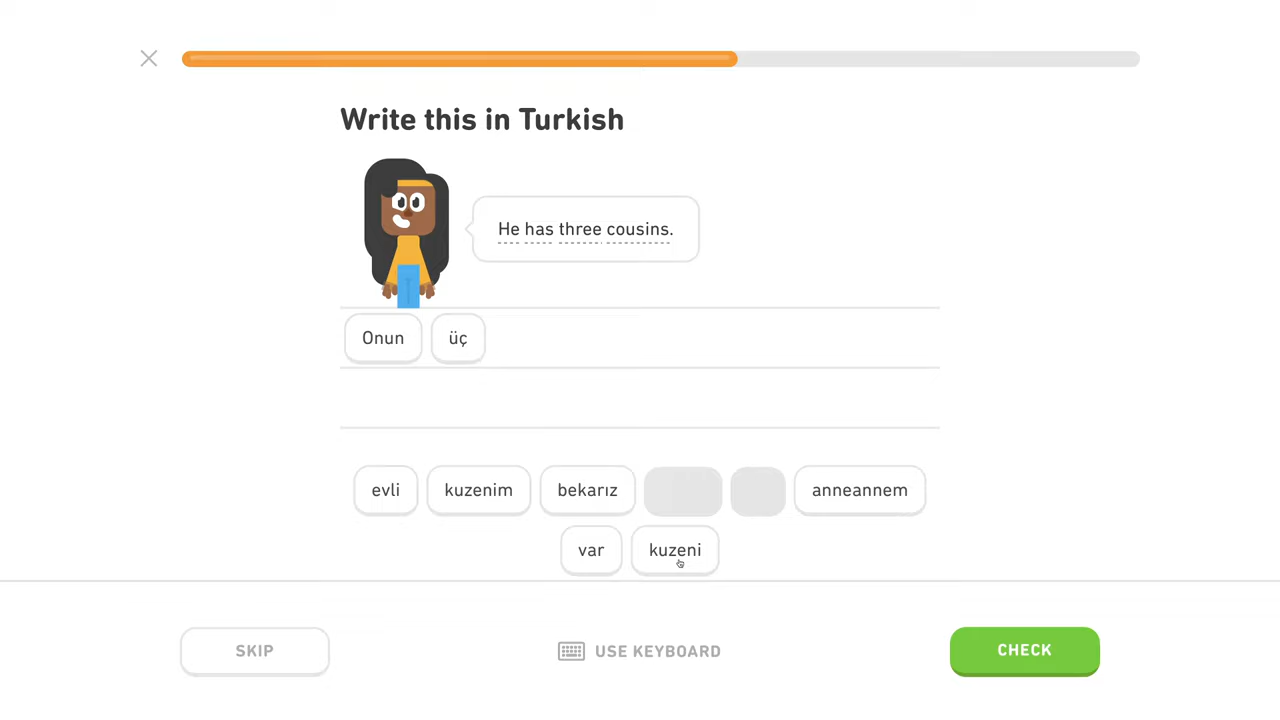 Write this in Turkish
He has three cousins.
Onun üç
evli kuzenim bekarız anneannem
var kuzeni
SKIP USE KEYBOARD CHECK